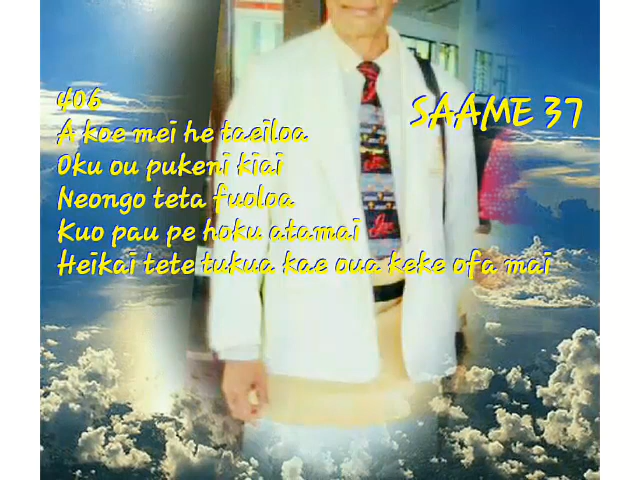 406
SAAME 37
A koe mei he taeiloa
Oku ou pukeni kiai
Neongo teta fuoloa
Kuo pau pe hoku atamai
Heikai tete tukua kae oua keke ofa mai